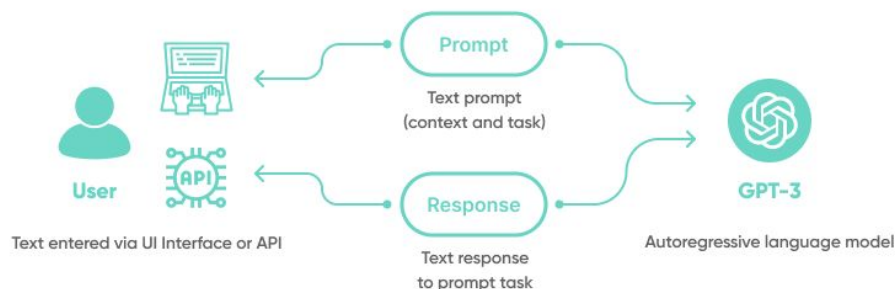 Prompt
Text prompt
(context and task)
API
User
GPT-3
Response
Text entered via UI Interface or API
Autoregressive language model
Text response
to prompt task